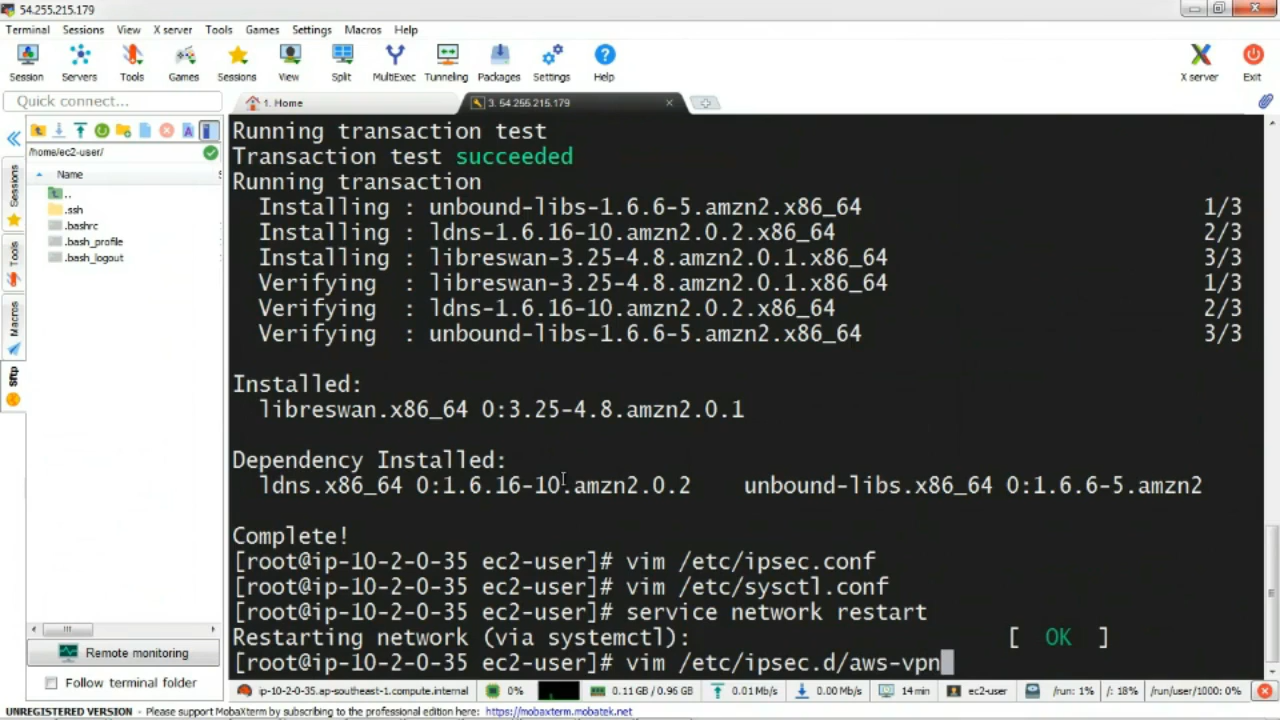 54.255.215.179
Terminal Sessions View X server Tools Games Settings Macros Help
Session Servers Tools Games Sessions View Split MultiExec Tunneling Packages Settings Help X server Exit
Quick connect...
1. Home
3. 54.255.215.179
/home/ec2-user/
Name
..
.ssh
.bashrc
.bash_profile
.bash_logout
Sessions
Tools
Macros
Sftp
Running transaction test
Transaction test succeeded
Running transaction
Installing : unbound-libs-1.6.6-5.amzn2.x86_64 1/3
Installing : ldns-1.6.16-10.amzn2.0.2.x86_64 2/3
Installing : libreswan-3.25-4.8.amzn2.0.1.x86_64 3/3
Verifying : libreswan-3.25-4.8.amzn2.0.1.x86_64 1/3
Verifying : ldns-1.6.16-10.amzn2.0.2.x86_64 2/3
Verifying : unbound-libs-1.6.6-5.amzn2.x86_64 3/3
Installed:
libreswan.x86_64 0:3.25-4.8.amzn2.0.1
Dependency Installed:
ldns.x86_64 0:1.6.16-10.amzn2.0.2 unbound-libs.x86_64 0:1.6.6-5.amzn2
Complete!
[root@ip-10-2-0-35 ec2-user]# vim /etc/ipsec.conf
[root@ip-10-2-0-35 ec2-user]# vim /etc/sysctl.conf
[root@ip-10-2-0-35 ec2-user]# service network restart
Restarting network (via systemctl): [ OK ]
[root@ip-10-2-0-35 ec2-user]# vim /etc/ipsec.d/aws-vpn
Remote monitoring
Follow terminal folder
ip-10-2-0-35.ap-southeast-1.compute.internal 0% 0.11 GB / 0.96 GB 0.01 Mb/s 0.00 Mb/s 14 min ec2-user /run: 1% /: 18% /run/user/1000: 0%
UNREGISTERED VERSION - Please support MobaXterm by subscribing to the professional edition here: https://mobaxterm.mobatek.net